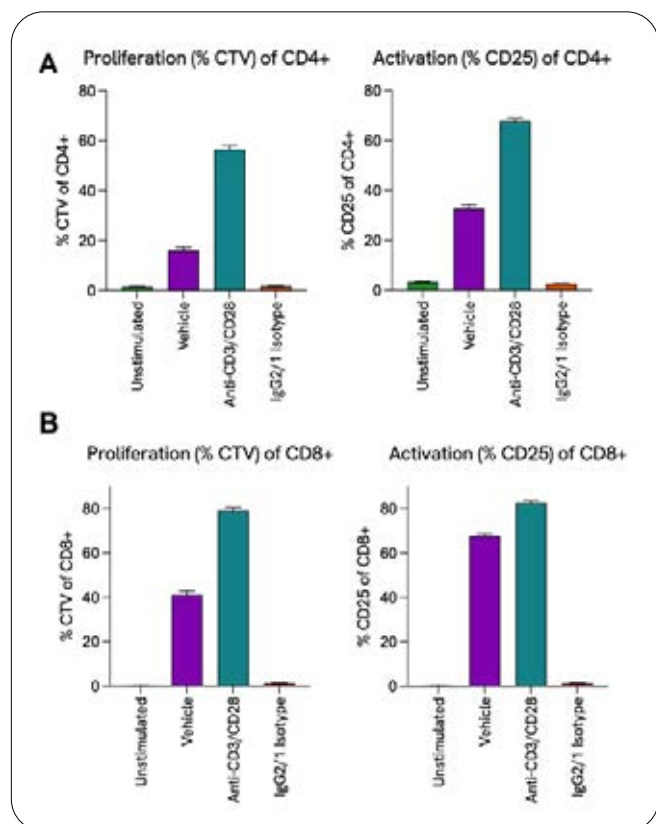 A
Proliferation (% CTV) of CD4+
Activation (% CD25) of CD4+
% CTV of CD4+
80
60
40
20
0
Unstimulated
Vehicle
Anti-CD3/CD28
IgG2/1 Isotype
% CD25 of CD4+
80
60
40
20
0
Unstimulated
Vehicle
Anti-CD3/CD28
IgG2/1 Isotype
B
Proliferation (% CTV) of CD8+
Activation (% CD25) of CD8+
% CTV of CD8+
80
60
40
20
0
Unstimulated
Vehicle
Anti-CD3/CD28
IgG2/1 Isotype
% CD25 of CD8+
80
60
40
20
0
Unstimulated
Vehicle
Anti-CD3/CD28
IgG2/1 Isotype